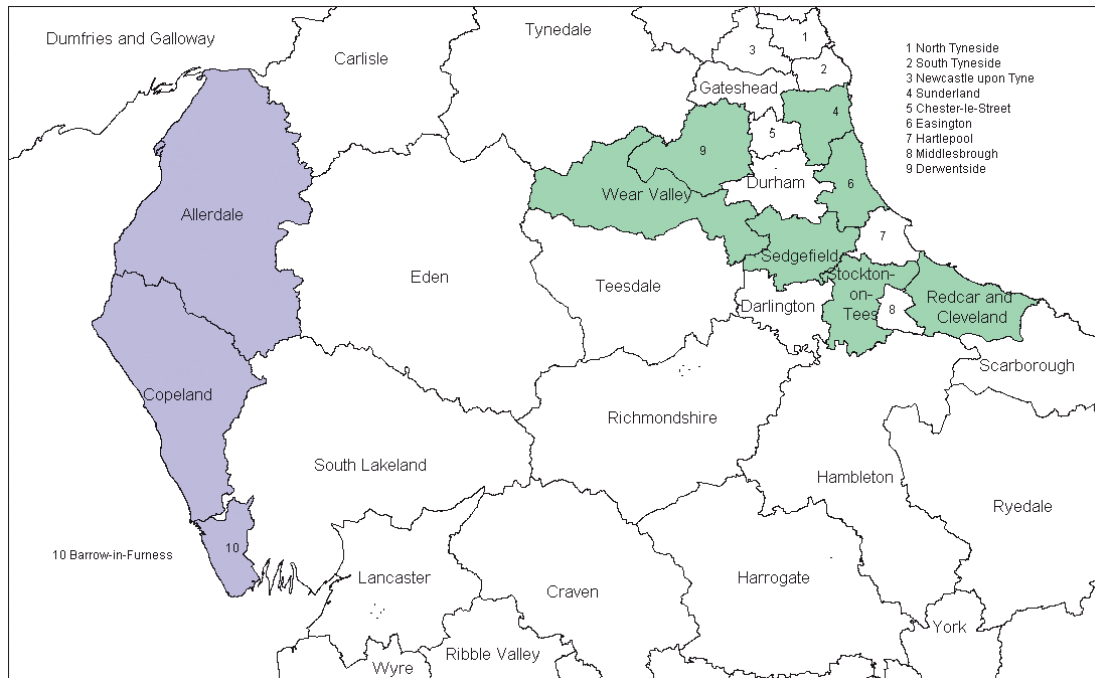 Dumfries and Galloway
Carlisle
Tynedale
3
1
2
1 North Tyneside
2 South Tyneside
3 Newcastle upon Tyne
4 Sunderland
5 Chester-le-Street
6 Easington
7 Hartlepool
8 Middlesbrough
9 Derwentside
Gateshead
4
5
9
Durham
6
Wear Valley
Allerdale
7
Sedgefield
Eden
Teesdale
Stockton-
on-
Tees
Darlington
8
Redcar and
Cleveland
Scarborough
Copeland
Richmondshire
South Lakeland
Hambleton
Ryedale
10 Barrow-in-Furness
10
Lancaster
Craven
Harrogate
York
Ribble Valley
Wyre